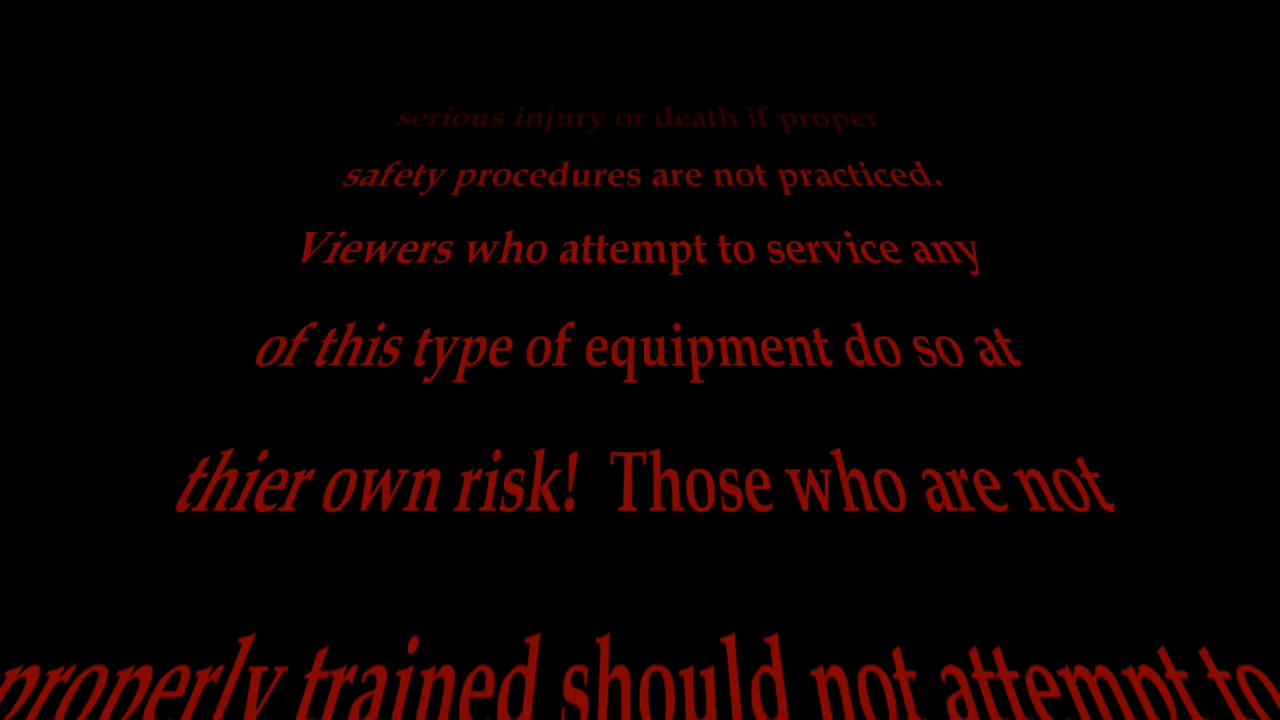 serious injury or death if proper
safety procedures are not practiced.
Viewers who attempt to service any
of this type of equipment do so at
thier own risk! Those who are not
properly trained should not attempt to